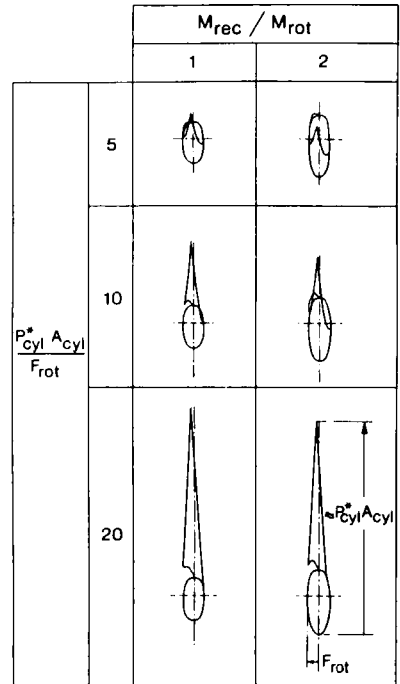 M_rec / M_rot
1 2
5
10
P*_cyl A_cyl
F_rot
20
≈P*_cyl A_cyl
F_rot